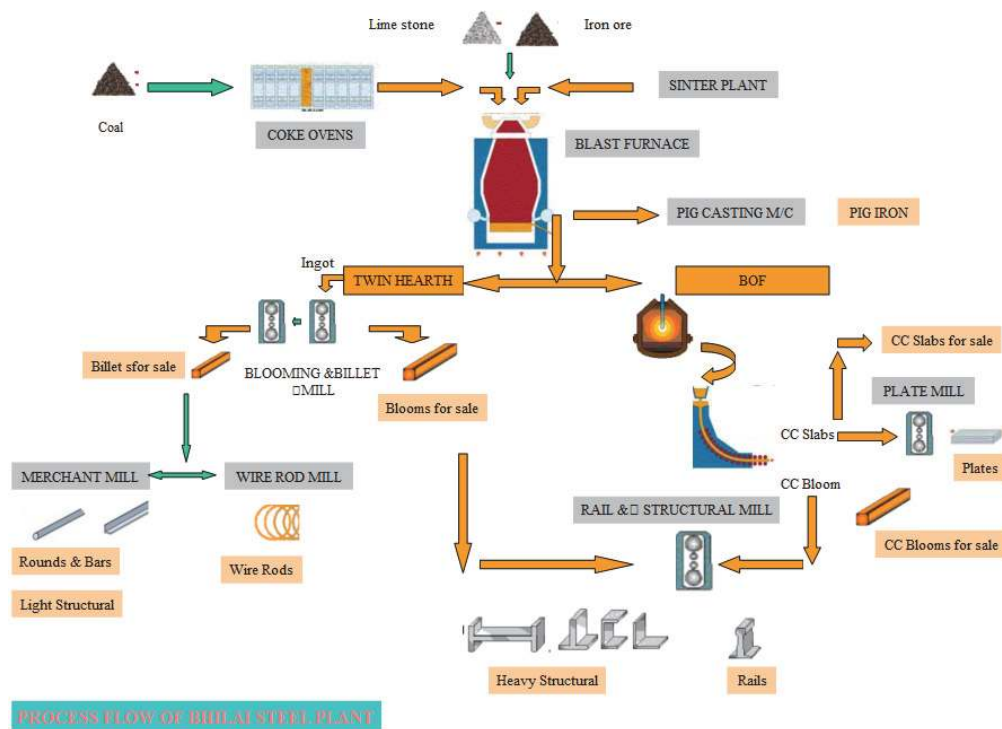 Lime stone
Iron ore
SINTER PLANT
Coal
COKE OVENS
BLAST FURNACE
PIG CASTING M/C
PIG IRON
Ingot
TWIN HEARTH
BOF
CC Slabs for sale
Billet sfor sale
BLOOMING &BILLET
□MILL
Blooms for sale
PLATE MILL
CC Slabs
Plates
MERCHANT MILL
WIRE ROD MILL
CC Bloom
RAIL &□ STRUCTURAL MILL
CC Blooms for sale
Rounds & Bars
Wire Rods
Light Structural
Heavy Structural
Rails
PROCESS FLOW OF BHILAI STEEL PLANT